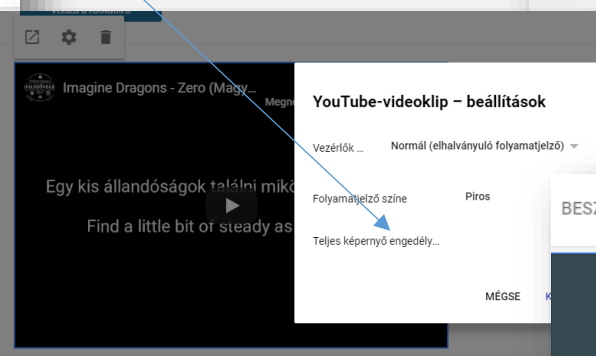 Imagine Dragons - Zero (Magy...
Megn
Egy kis állandóságok találni mikö
Find a little bit of steady as
YouTube-videoklip – beállítások
Vezérlők ...
Normál (elhalványuló folyamatjelző)
Folyamatjelző színe
Piros
Teljes képernyő engedély...
MÉGSE
K
BESZ